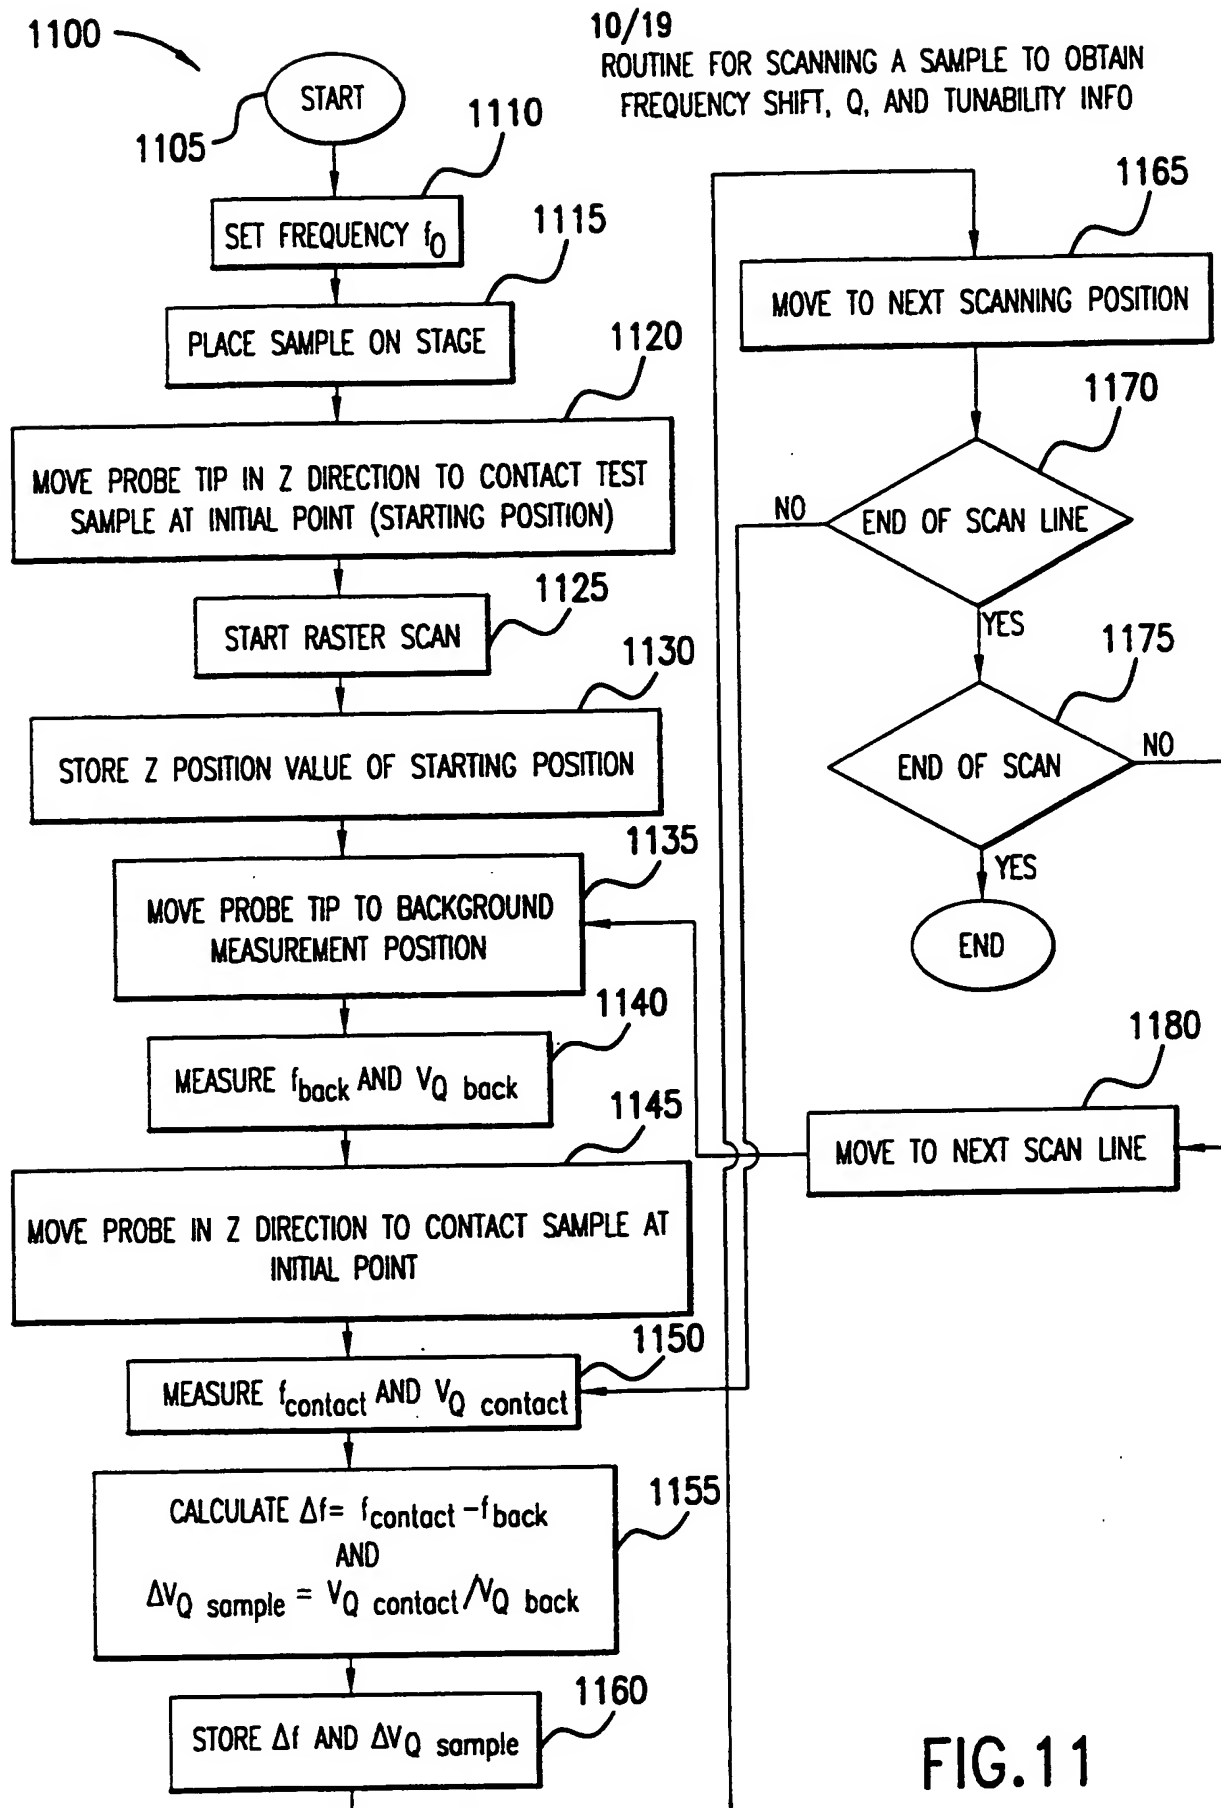 10/19
ROUTINE FOR SCANNING A SAMPLE TO OBTAIN
FREQUENCY SHIFT, Q, AND TUNABILITY INFO
1100
START
1105
1110
SET FREQUENCY f0
1115
PLACE SAMPLE ON STAGE
1120
MOVE PROBE TIP IN Z DIRECTION TO CONTACT TEST
SAMPLE AT INITIAL POINT (STARTING POSITION)
1125
START RASTER SCAN
1130
STORE Z POSITION VALUE OF STARTING POSITION
1135
MOVE PROBE TIP TO BACKGROUND
MEASUREMENT POSITION
1140
MEASURE fback AND VQ back
1145
MOVE PROBE IN Z DIRECTION TO CONTACT SAMPLE AT
INITIAL POINT
1150
MEASURE fcontact AND VQ contact
1155
CALCULATE Δf= fcontact -fback
AND
ΔVQ sample = VQ contact/VQ back
1160
STORE Δf AND ΔVQ sample
1165
MOVE TO NEXT SCANNING POSITION
1170
END OF SCAN LINE
NO
YES
1175
END OF SCAN
NO
YES
END
1180
MOVE TO NEXT SCAN LINE
FIG.11